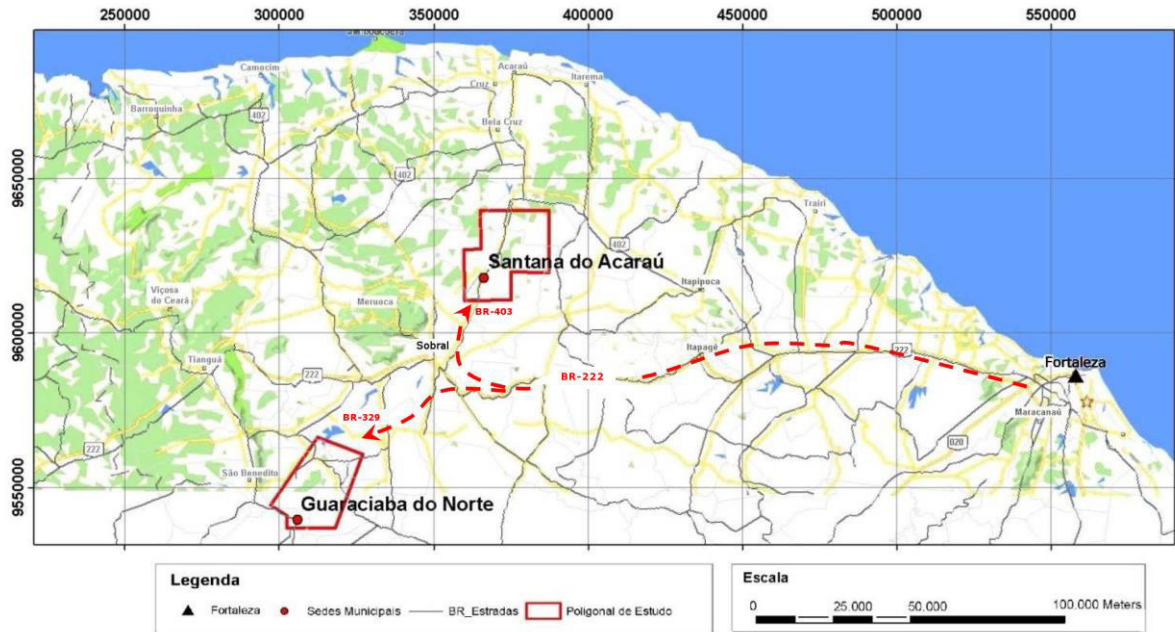 250000 300000 350000 400000 450000 500000 550000
Camocim
Acaraú
Cruz
Itarema
Barroquinha
402
Bela Cruz
9650000
402
Trairi
402
Santana do Acaraú
Itapipoca
Viçosa
do Ceará
Meruoca
BR-403
9600000
Sobral
222
Itapagé
Fortaleza
Tianguá
222
BR-222
Maracanaú
BR-329
020
222
São Benedito
9550000
Guaraciaba do Norte
Legenda
Fortaleza
Sedes Municipais
BR_Estradas
Poligonal de Estudo
Escala
0 25.000 50.000 100.000 Meters